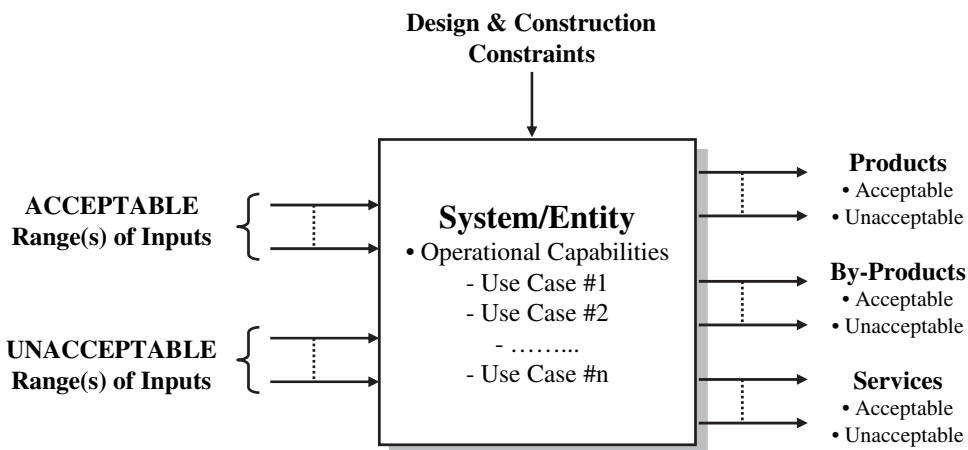 Design & Construction
Constraints
ACCEPTABLE
Range(s) of Inputs
UNACCEPTABLE
Range(s) of Inputs
System/Entity
• Operational Capabilities
- Use Case #1
- Use Case #2
- ……...
- Use Case #n
Products
• Acceptable
• Unacceptable
By-Products
• Acceptable
• Unacceptable
Services
• Acceptable
• Unacceptable